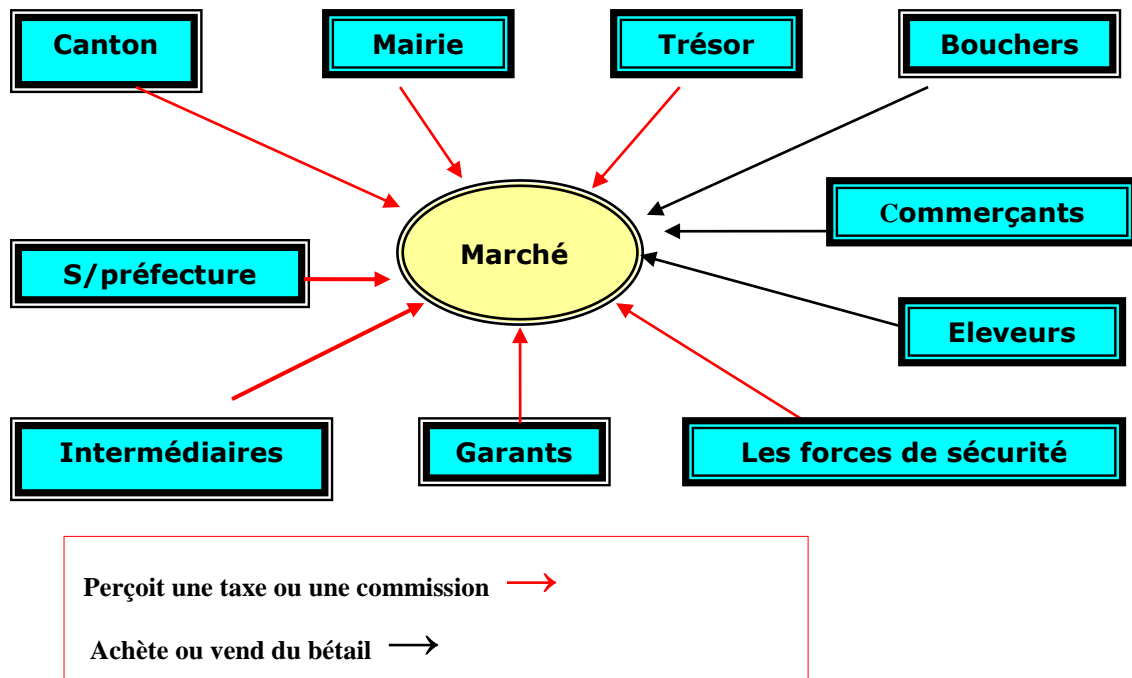 Canton
Mairie
Trésor
Bouchers
Commerçants
S/préfecture
Marché
Eleveurs
Intermédiaires
Garants
Les forces de sécurité
Perçoit une taxe ou une commission →
Achète ou vend du bétail →